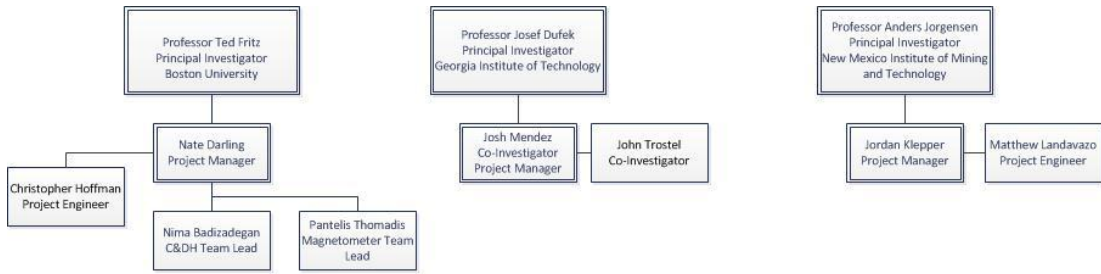 Professor Ted Fritz
Principal Investigator
Boston University
Professor Josef Dufek
Principal Investigator
Georgia Institute of Technology
Professor Anders Jorgensen
Principal Investigator
New Mexico Institute of Mining
and Technology
Nate Darling
Project Manager
Josh Mendez
Co-Investigator
Project Manager
John Trostel
Co-Investigator
Jordan Klepper
Project Manager
Matthew Landavazo
Project Engineer
Christopher Hoffman
Project Engineer
Nima Badizadegan
C&DH Team Lead
Pantelis Thomadis
Magnetometer Team
Lead